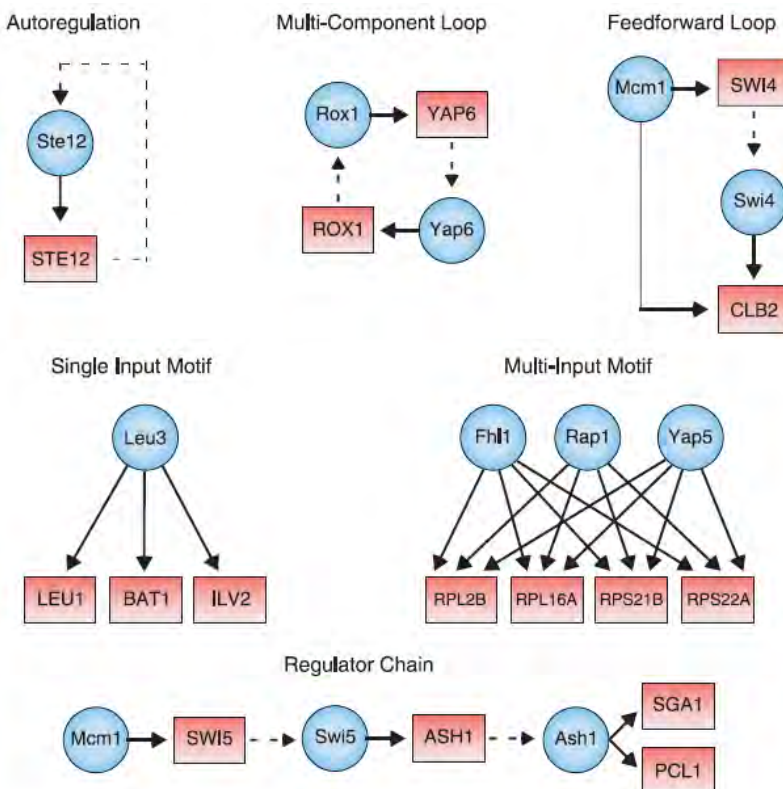 Autoregulation
Multi-Component Loop
Feedforward Loop
Ste12
STE12
Rox1
YAP6
ROX1
Yap6
Mcm1
SWI4
Swi4
CLB2
Single Input Motif
Multi-Input Motif
Leu3
LEU1
BAT1
ILV2
Fhl1
Rap1
Yap5
RPL2B
RPL16A
RPS21B
RPS22A
Regulator Chain
Mcm1
SWI5
Swi5
ASH1
Ash1
SGA1
PCL1